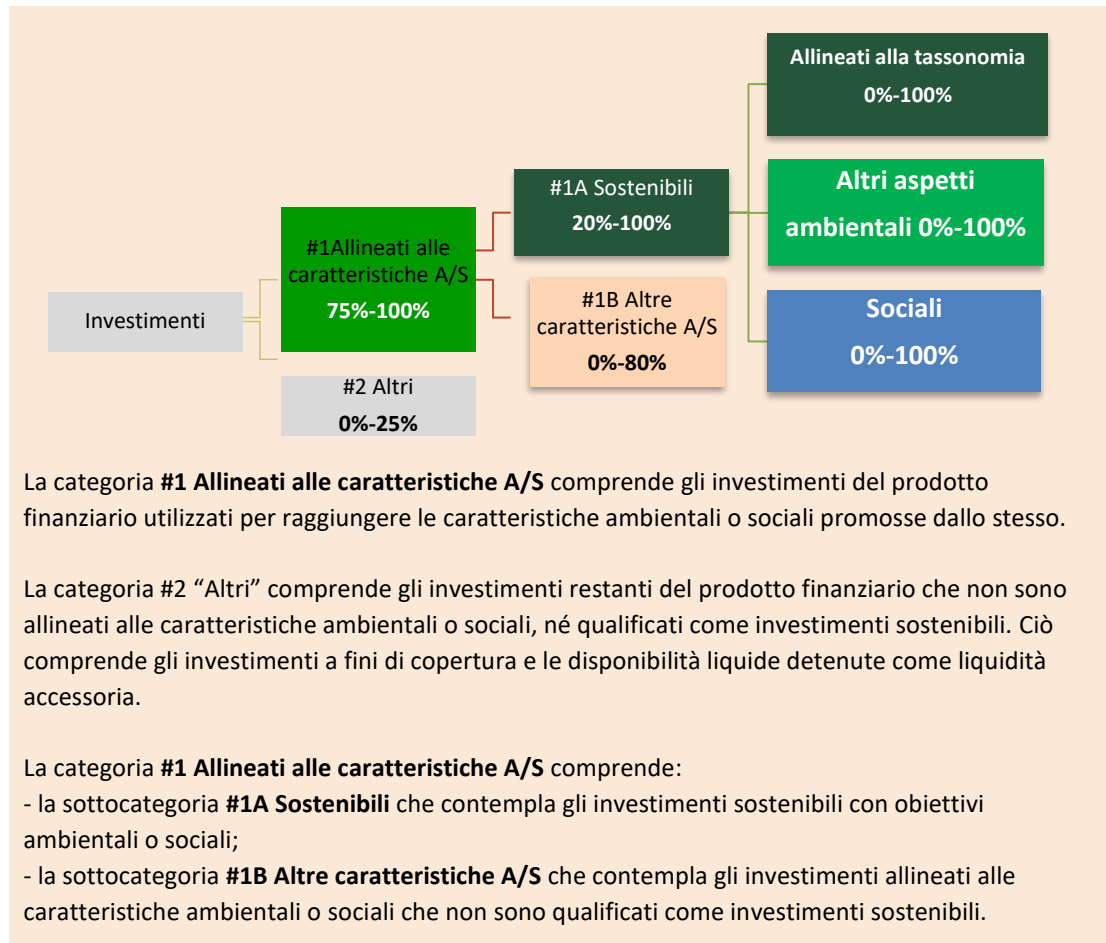 Allineati alla tassonomia
0%-100%
#1A Sostenibili
20%-100%
Altri aspetti
ambientali 0%-100%
#1Allineati alle
caratteristiche A/S
75%-100%
Investimenti
#1B Altre
caratteristiche A/S
0%-80%
Sociali
0%-100%
#2 Altri
0%-25%
La categoria #1 Allineati alle caratteristiche A/S comprende gli investimenti del prodotto
finanziario utilizzati per raggiungere le caratteristiche ambientali o sociali promosse dallo stesso.
La categoria #2 “Altri” comprende gli investimenti restanti del prodotto finanziario che non sono
allineati alle caratteristiche ambientali o sociali, né qualificati come investimenti sostenibili. Ciò
comprende gli investimenti a fini di copertura e le disponibilità liquide detenute come liquidità
accessoria.
La categoria #1 Allineati alle caratteristiche A/S comprende:
- la sottocategoria #1A Sostenibili che contempla gli investimenti sostenibili con obiettivi
ambientali o sociali;
- la sottocategoria #1B Altre caratteristiche A/S che contempla gli investimenti allineati alle
caratteristiche ambientali o sociali che non sono qualificati come investimenti sostenibili.